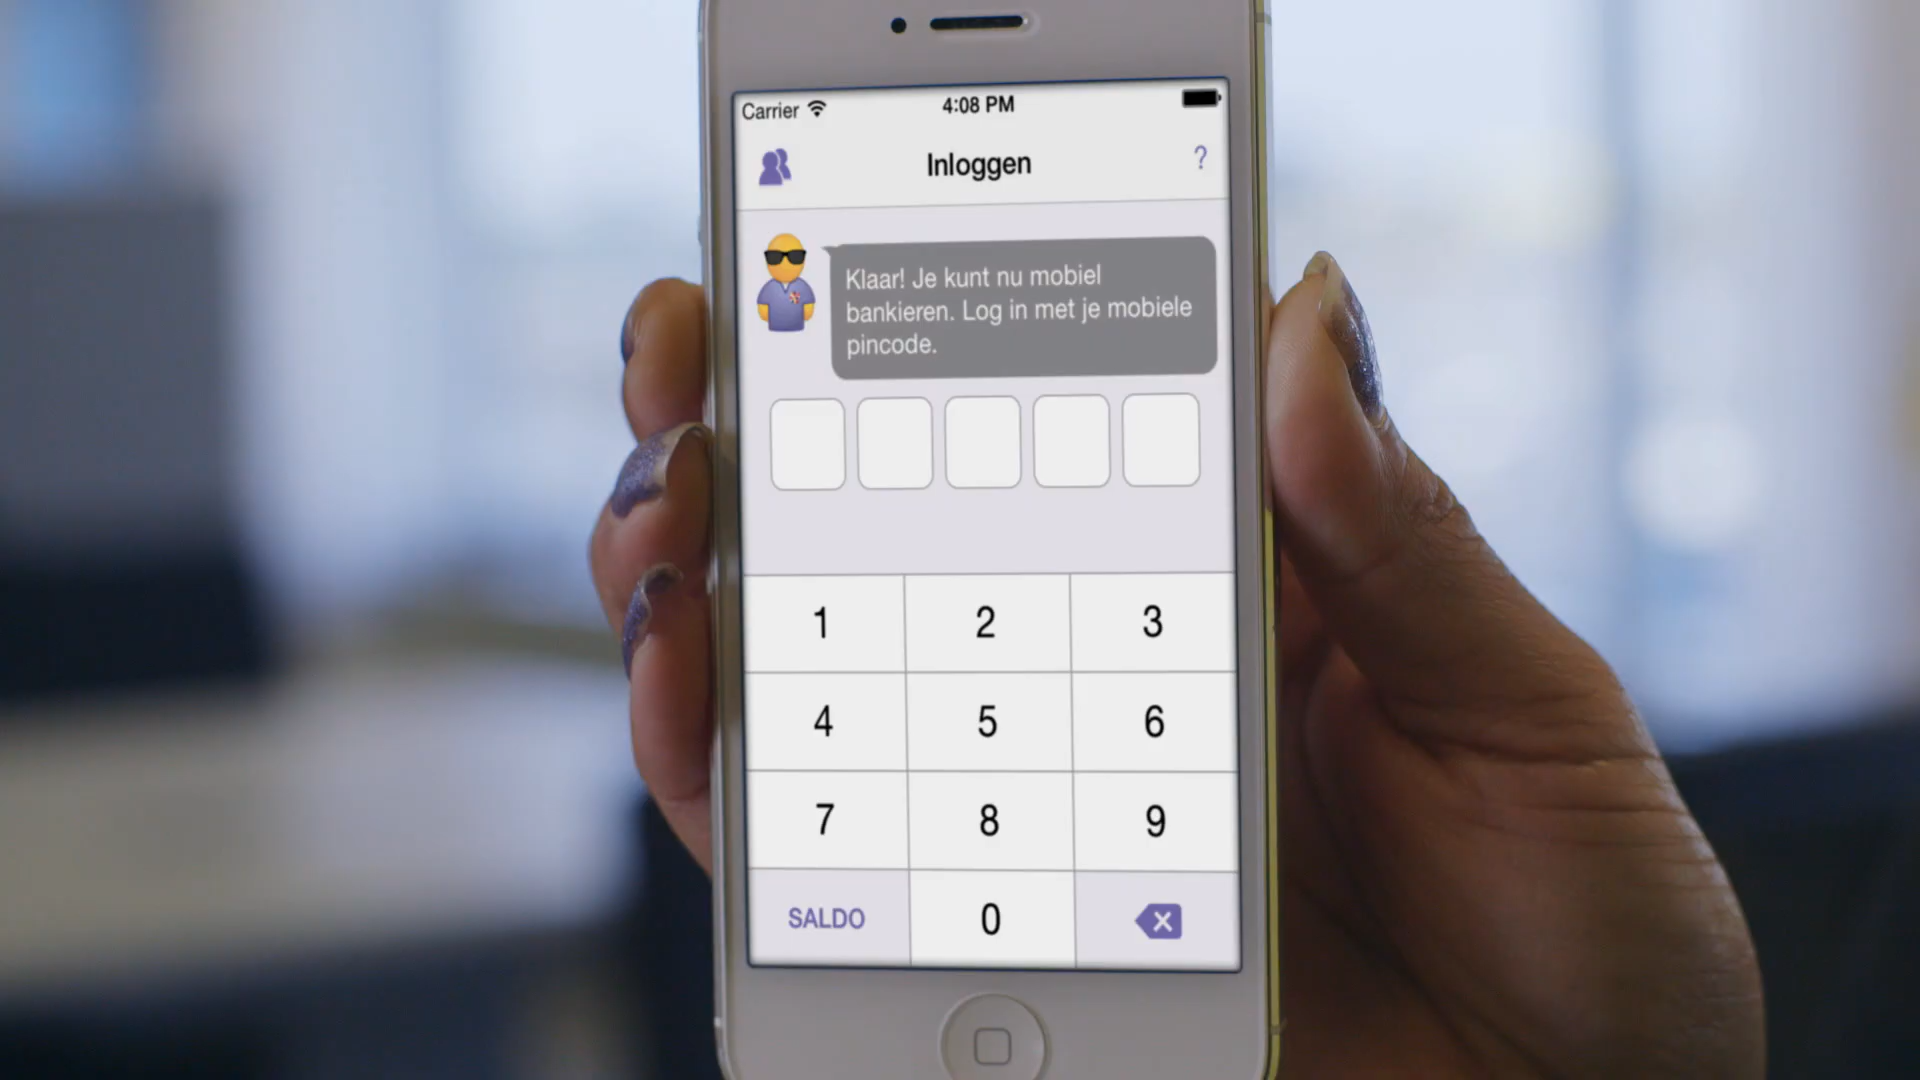 Carrier 4:08 PM
Inloggen ?
Klaar! Je kunt nu mobiel
bankieren. Log in met je mobiele
pincode.
1 2 3
4 5 6
7 8 9
SALDO 0